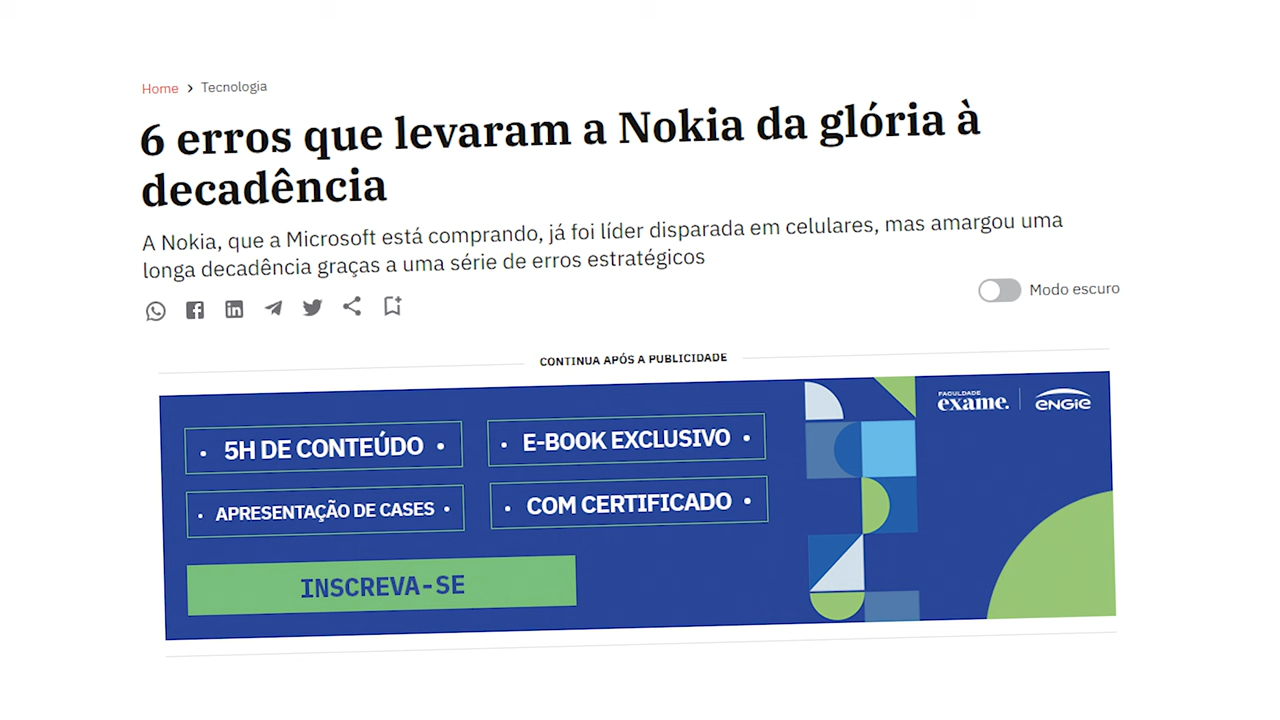 Home > Tecnologia
6 erros que levaram a Nokia da glória à
decadência
A Nokia, que a Microsoft está comprando, já foi líder disparada em celulares, mas amargou uma
longa decadência graças a uma série de erros estratégicos
Modo escuro
CONTINUA APÓS A PUBLICIDADE
FACULDADE
exame. | ENGIE
• 5H DE CONTEÚDO •
• E-BOOK EXCLUSIVO •
• APRESENTAÇÃO DE CASES •
• COM CERTIFICADO •
INSCREVA-SE